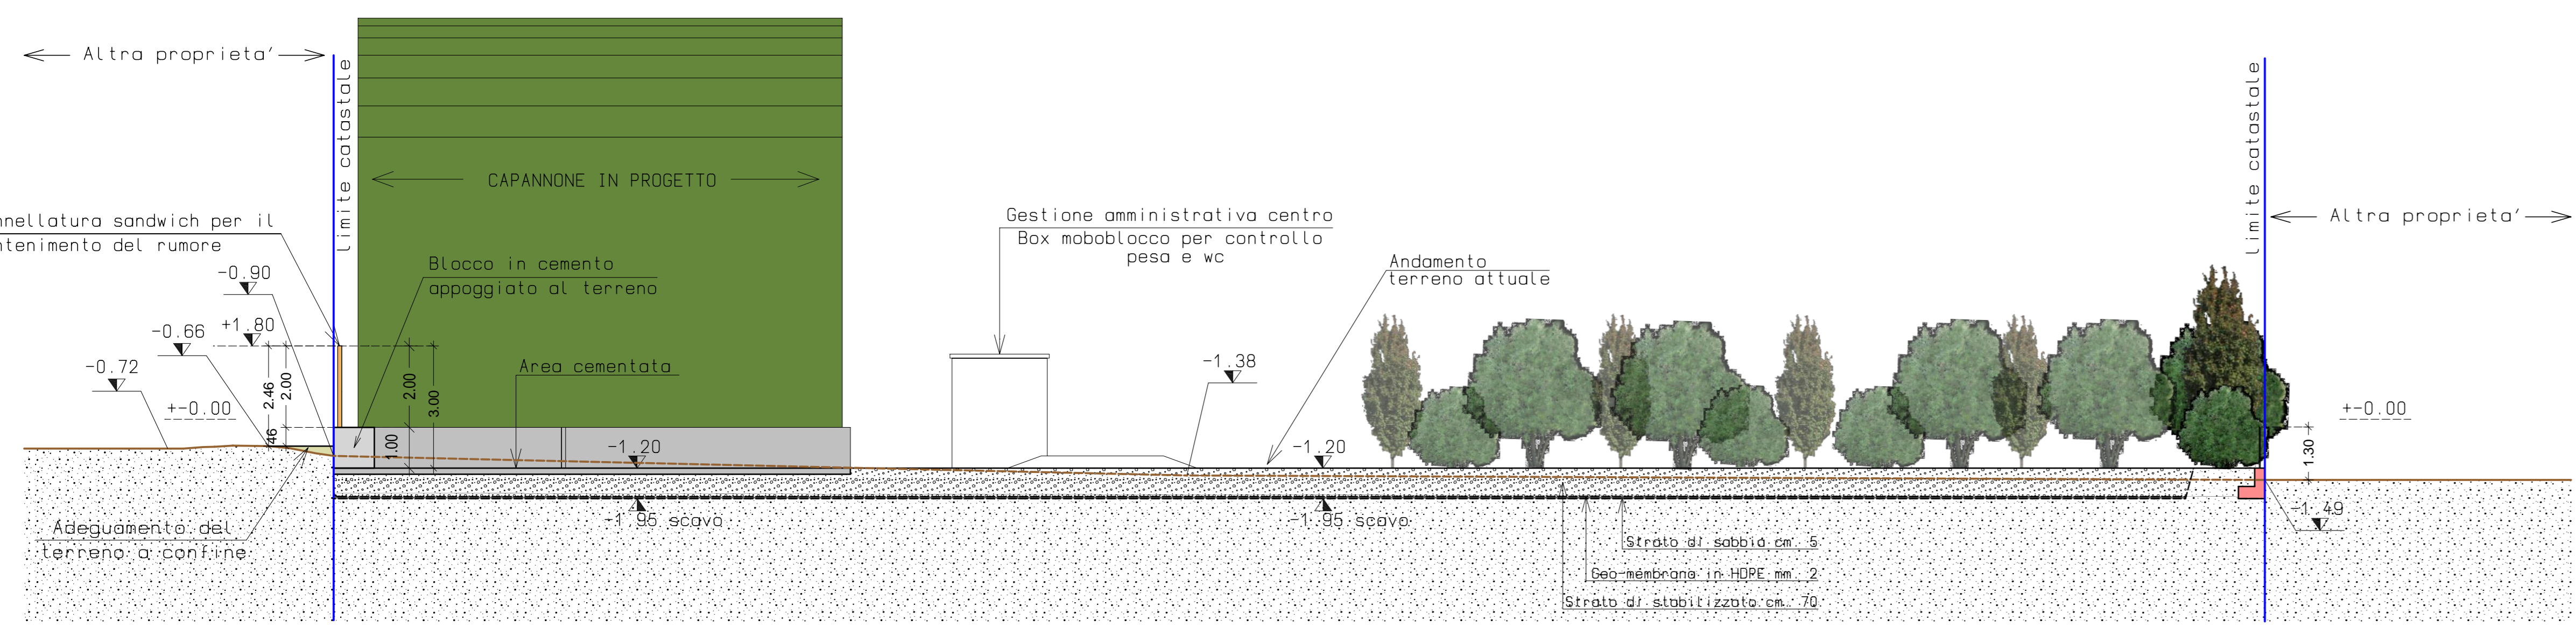 Altra proprieta'
limite catastale
CAPANNONE IN PROGETTO
nnellatura sandwich per il
ntenimento del rumore
-0.90
-0.66
+1.80
-0.72
+-0.00
2.46
2.00
46
Blocco in cemento
appoggiato al terreno
2.00
3.00
1.00
Area cementata
-1.20
-1.95 scavo
Adeguamento del
terreno a confine
Gestione amministrativa centro
Box moboblocco per controllo
pesa e wc
-1.38
Andamento
terreno attuale
-1.20
-1.95 scavo
Strato di sabbia cm. 5
Geo-membrana in HDPE mm. 2
Strato di stabilizzato cm. 70
limite catastale
Altra proprieta'
+-0.00
1.30
-1.49